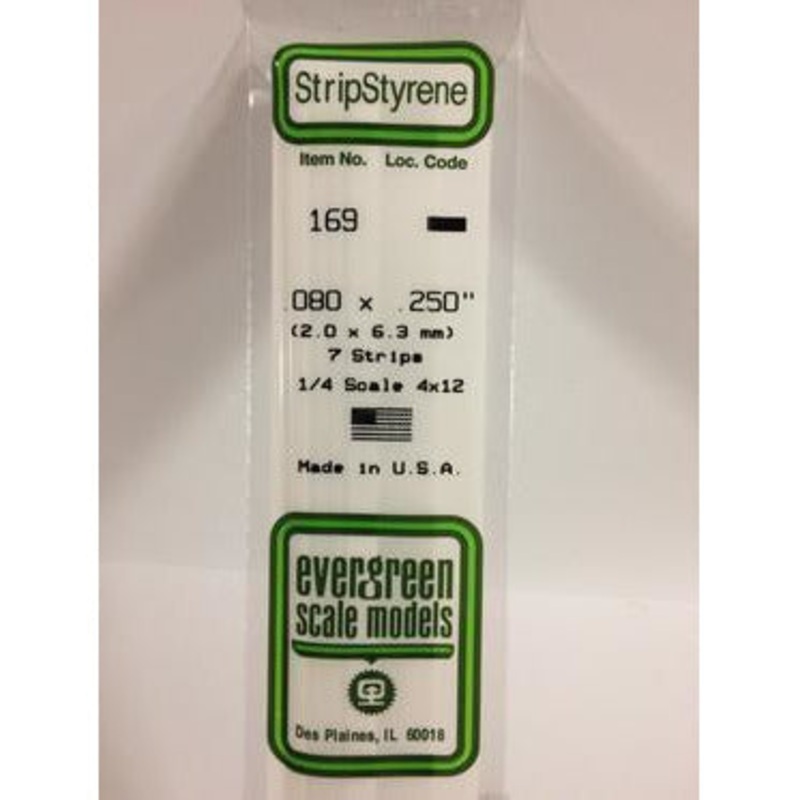 StripStyrene
Item No. Loc. Code
169
.080 x .250"
(2.0 x 6.3 mm)
7 Strips
1/4 Scale 4x12
Made in U.S.A.
evergreen
scale models
Des Plaines, IL 60018